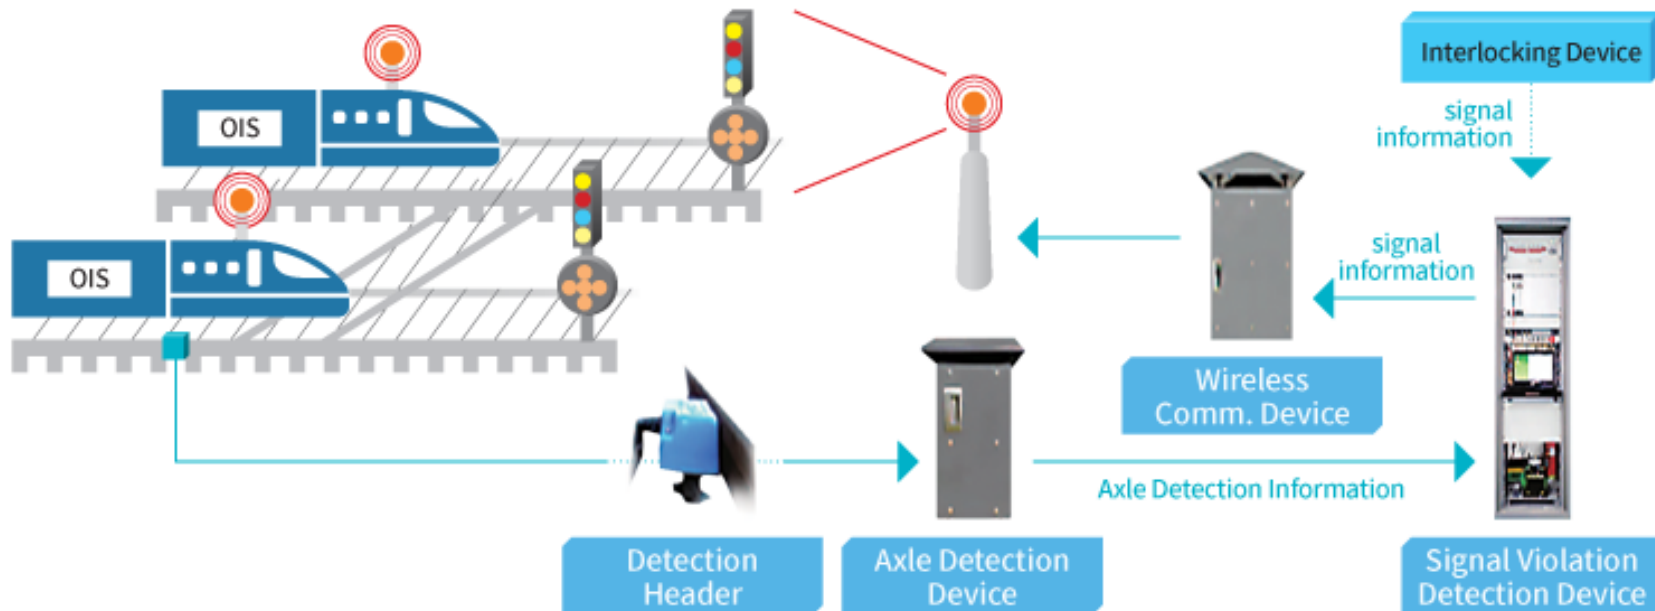 Interlocking Device
signal
information
OIS
OIS
signal
information
Wireless
Comm. Device
Axle Detection Information
Detection
Header
Axle Detection
Device
Signal Violation
Detection Device